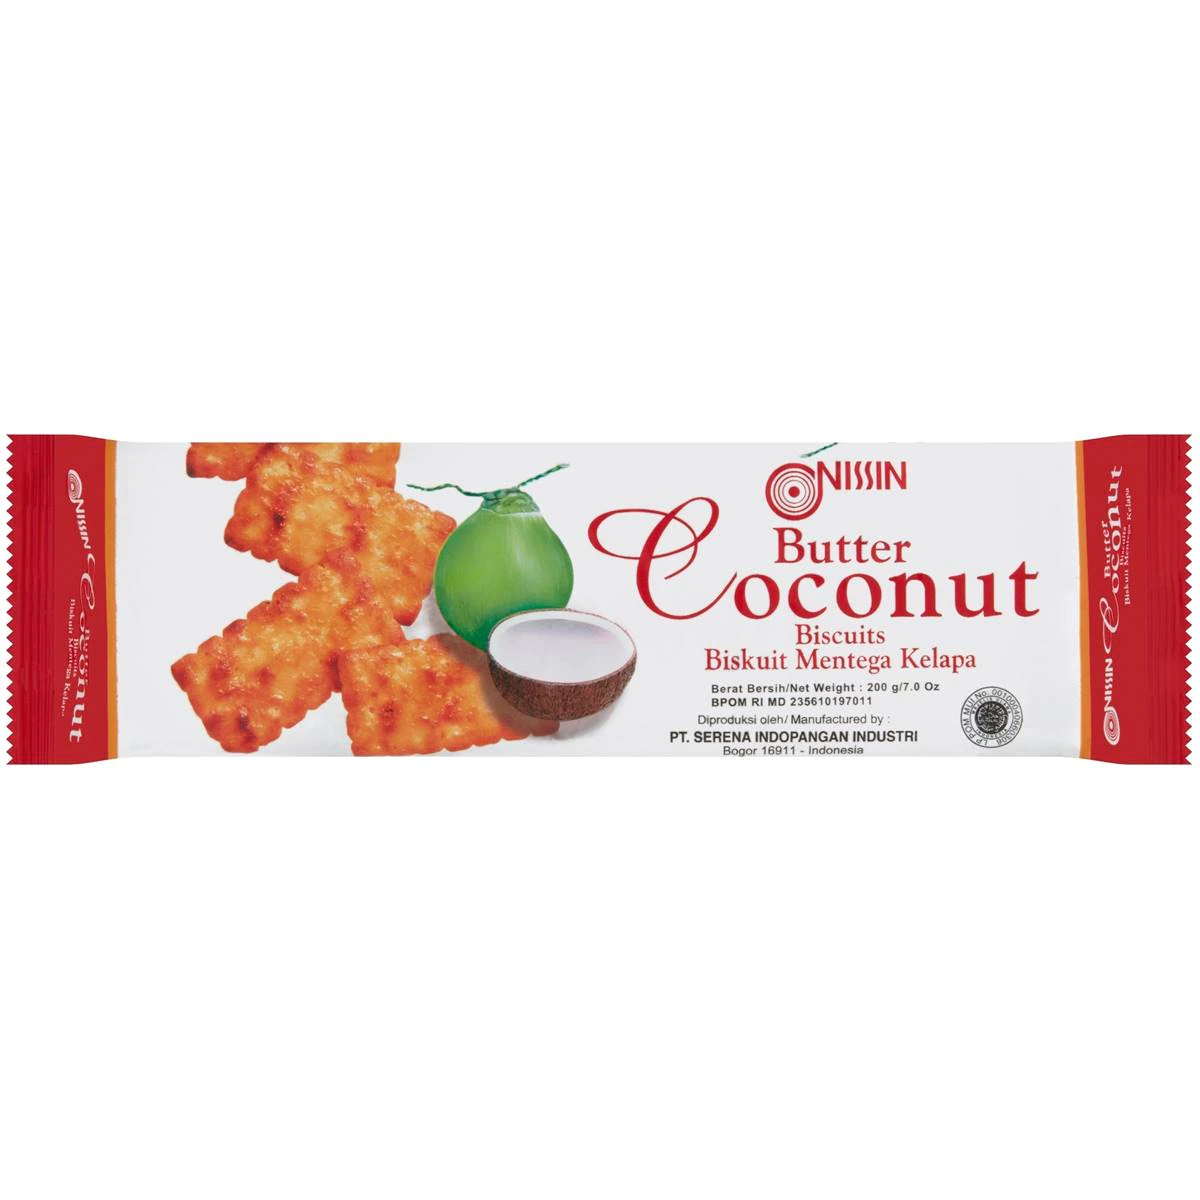 NISSIN
Butter
Coconut
Biscuits
Biskuit Mentega Kelapa
Berat Bersih/Net Weight : 200 g/7.0 Oz
BPOM RI MD 235610197011
Diproduksi oleh/ Manufactured by :
PT. SERENA INDOPANGAN INDUSTRI
Bogor 16911 - Indonesia
NISSIN
Butter
Coconut
Biscuits
Biskuit Mentega Kelapa
NISSIN
Butter
Coconut
Biscuits
Biskuit Mentega Kelapa